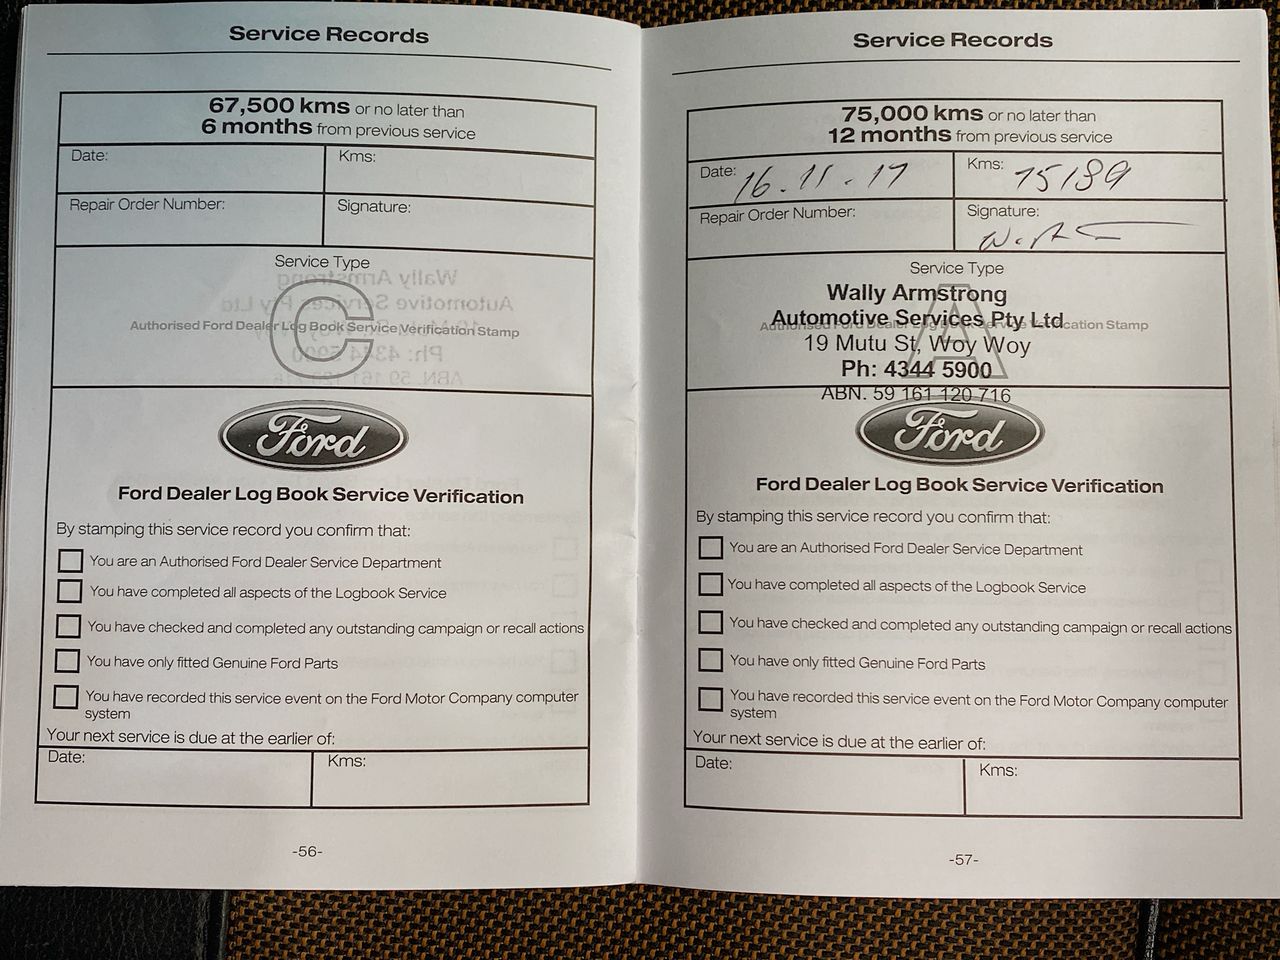 Service Records
67,500 kms or no later than
6 months from previous service
Date:
Kms:
Repair Order Number:
Signature:
Service Type
C
Authorised Ford Dealer Log Book Service Verification Stamp
Ford
Ford Dealer Log Book Service Verification
By stamping this service record you confirm that:
You are an Authorised Ford Dealer Service Department
You have completed all aspects of the Logbook Service
You have checked and completed any outstanding campaign or recall actions
You have only fitted Genuine Ford Parts
You have recorded this service event on the Ford Motor Company computer
system
Your next service is due at the earlier of:
Date:
Kms:
-56-
Service Records
75,000 kms or no later than
12 months from previous service
Date: 16.11.17
Kms: 75189
Repair Order Number:
Signature:
Service Type
A
Wally Armstrong
Automotive Services Pty Ltd
Authorised Ford Dealer Log Book Service Verification Stamp
19 Mutu St, Woy Woy
Ph: 4344 5900
ABN. 59 161 120 716
Ford
Ford Dealer Log Book Service Verification
By stamping this service record you confirm that:
You are an Authorised Ford Dealer Service Department
You have completed all aspects of the Logbook Service
You have checked and completed any outstanding campaign or recall actions
You have only fitted Genuine Ford Parts
You have recorded this service event on the Ford Motor Company computer
system
Your next service is due at the earlier of:
Date:
Kms:
-57-